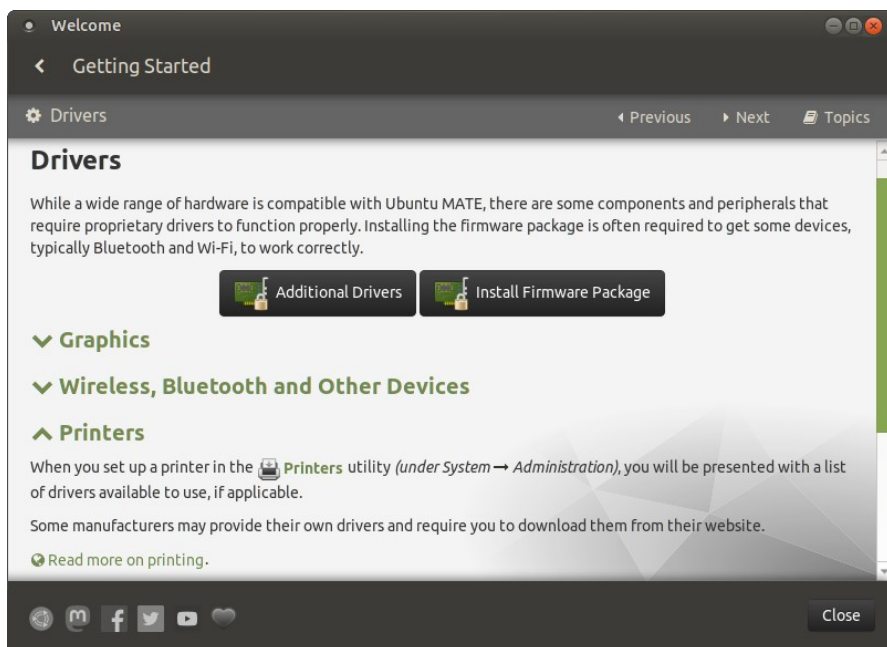 Welcome
Getting Started
Drivers
Previous
Next
Topics
Drivers
While a wide range of hardware is compatible with Ubuntu MATE, there are some components and peripherals that
require proprietary drivers to function properly. Installing the firmware package is often required to get some devices,
typically Bluetooth and Wi-Fi, to work correctly.
Additional Drivers
Install Firmware Package
Graphics
Wireless, Bluetooth and Other Devices
Printers
When you set up a printer in the Printers utility (under System → Administration), you will be presented with a list
of drivers available to use, if applicable.
Some manufacturers may provide their own drivers and require you to download them from their website.
Read more on printing.
Close